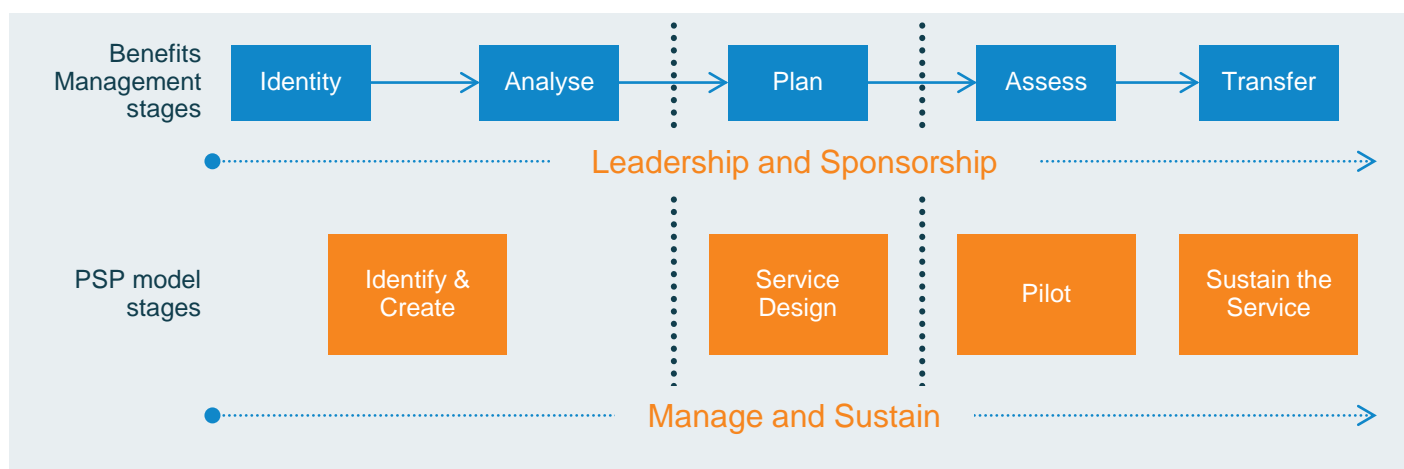 Benefits
Management
stages
Identity
Analyse
Plan
Assess
Transfer
Leadership and Sponsorship
PSP model
stages
Identify &
Create
Service
Design
Pilot
Sustain the
Service
Manage and Sustain